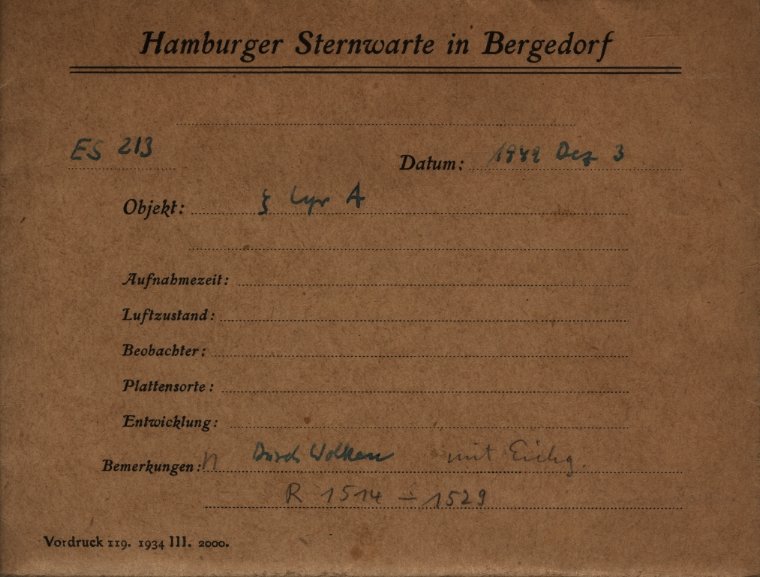 Hamburger Sternwarte in Bergedorf
ES 213 Datum: 1942 Dez 3
Objekt: ξ Lyr A
Aufnahmezeit:
Luftzustand:
Beobachter:
Plattensorte:
Entwicklung:
Bemerkungen: n Durch Wolken mit Eichg.
R 1514 ÷ 1529
Vordruck 119. 1934 III. 2000.